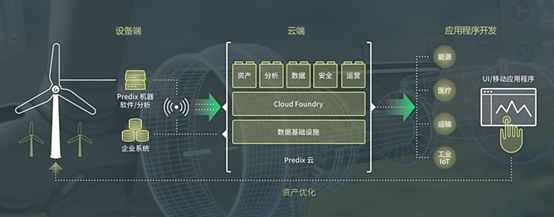 设备端
云端
应用程序开发
Predix 机器
软件/分析
企业系统
资产
分析
数据
安全
运营
Cloud Foundry
数据基础设施
Predix 云
能源
医疗
运输
工业
IoT
UI/移动应用程序
资产优化